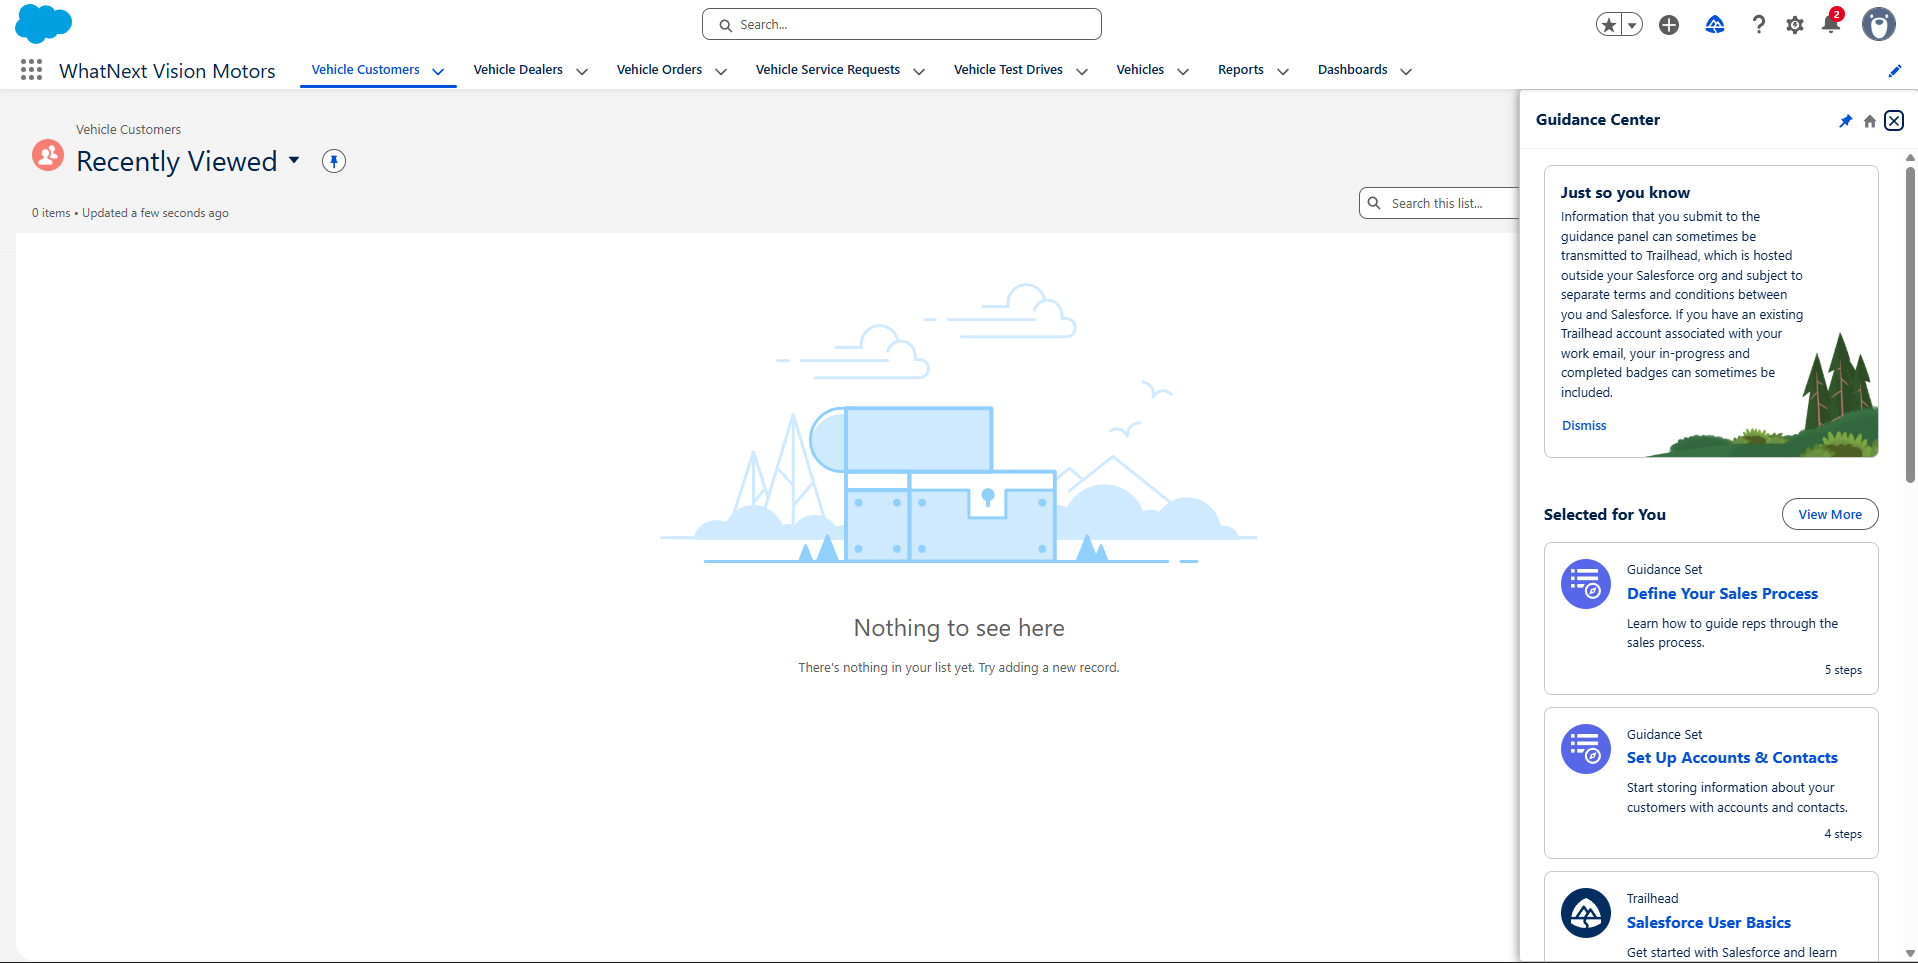 Search...
2
WhatNext Vision Motors
Vehicle Customers
Vehicle Dealers
Vehicle Orders
Vehicle Service Requests
Vehicle Test Drives
Vehicles
Reports
Dashboards
Vehicle Customers
Recently Viewed
0 items • Updated a few seconds ago
Search this list...
Nothing to see here
There's nothing in your list yet. Try adding a new record.
Guidance Center
Just so you know
Information that you submit to the
guidance panel can sometimes be
transmitted to Trailhead, which is hosted
outside your Salesforce org and subject to
separate terms and conditions between
you and Salesforce. If you have an existing
Trailhead account associated with your
work email, your in-progress and
completed badges can sometimes be
included.
Dismiss
Selected for You
View More
Guidance Set
Define Your Sales Process
Learn how to guide reps through the
sales process.
5 steps
Guidance Set
Set Up Accounts & Contacts
Start storing information about your
customers with accounts and contacts.
4 steps
Trailhead
Salesforce User Basics
Get started with Salesforce and learn